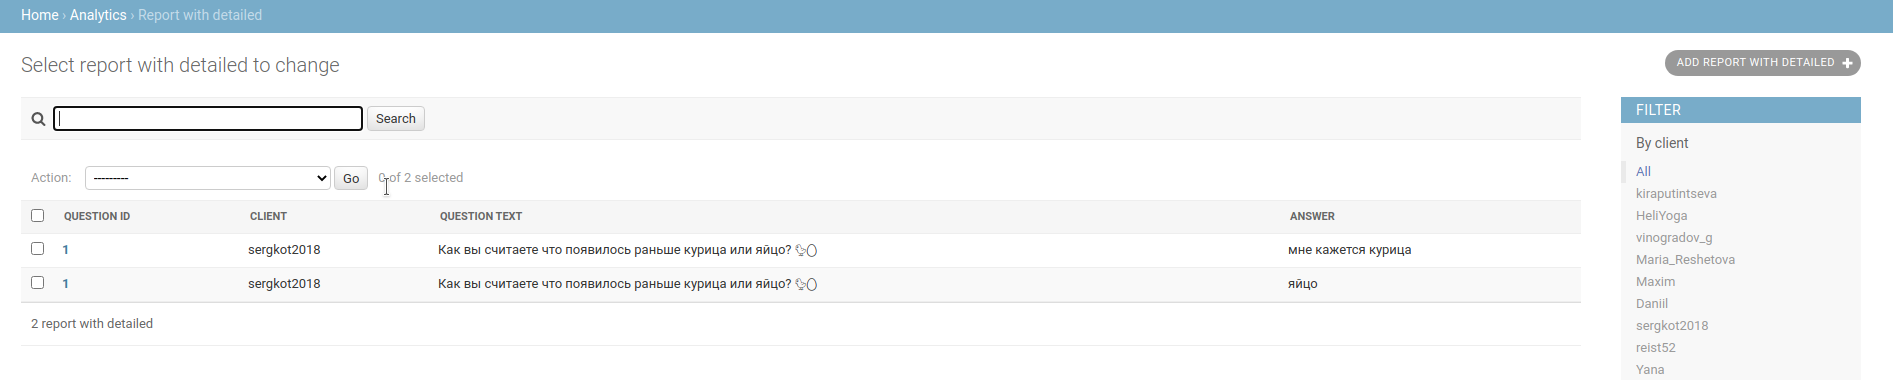 Home › Analytics › Report with detailed
Select report with detailed to change
ADD REPORT WITH DETAILED +
Search
Action: --------- Go 0 of 2 selected
QUESTION ID CLIENT QUESTION TEXT ANSWER
1 sergkot2018 Как вы считаете что появилось раньше курица или яйцо? 🐤🥚 мне кажется курица
1 sergkot2018 Как вы считаете что появилось раньше курица или яйцо? 🐤🥚 яйцо
2 report with detailed
FILTER
By client
All
kiraputintseva
HeliYoga
vinogradov_g
Maria_Reshetova
Maxim
Daniil
sergkot2018
reist52
Yana